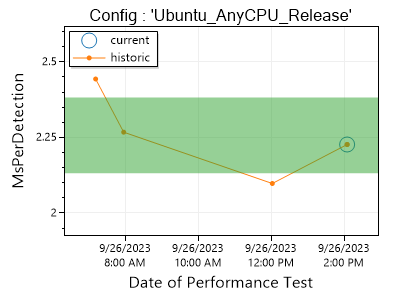 Config : 'Ubuntu_AnyCPU_Release'
current
historic
MsPerDetection
2.5
2.25
2
9/26/2023 9/26/2023 9/26/2023 9/26/2023
8:00 AM 10:00 AM 12:00 PM 2:00 PM
Date of Performance Test